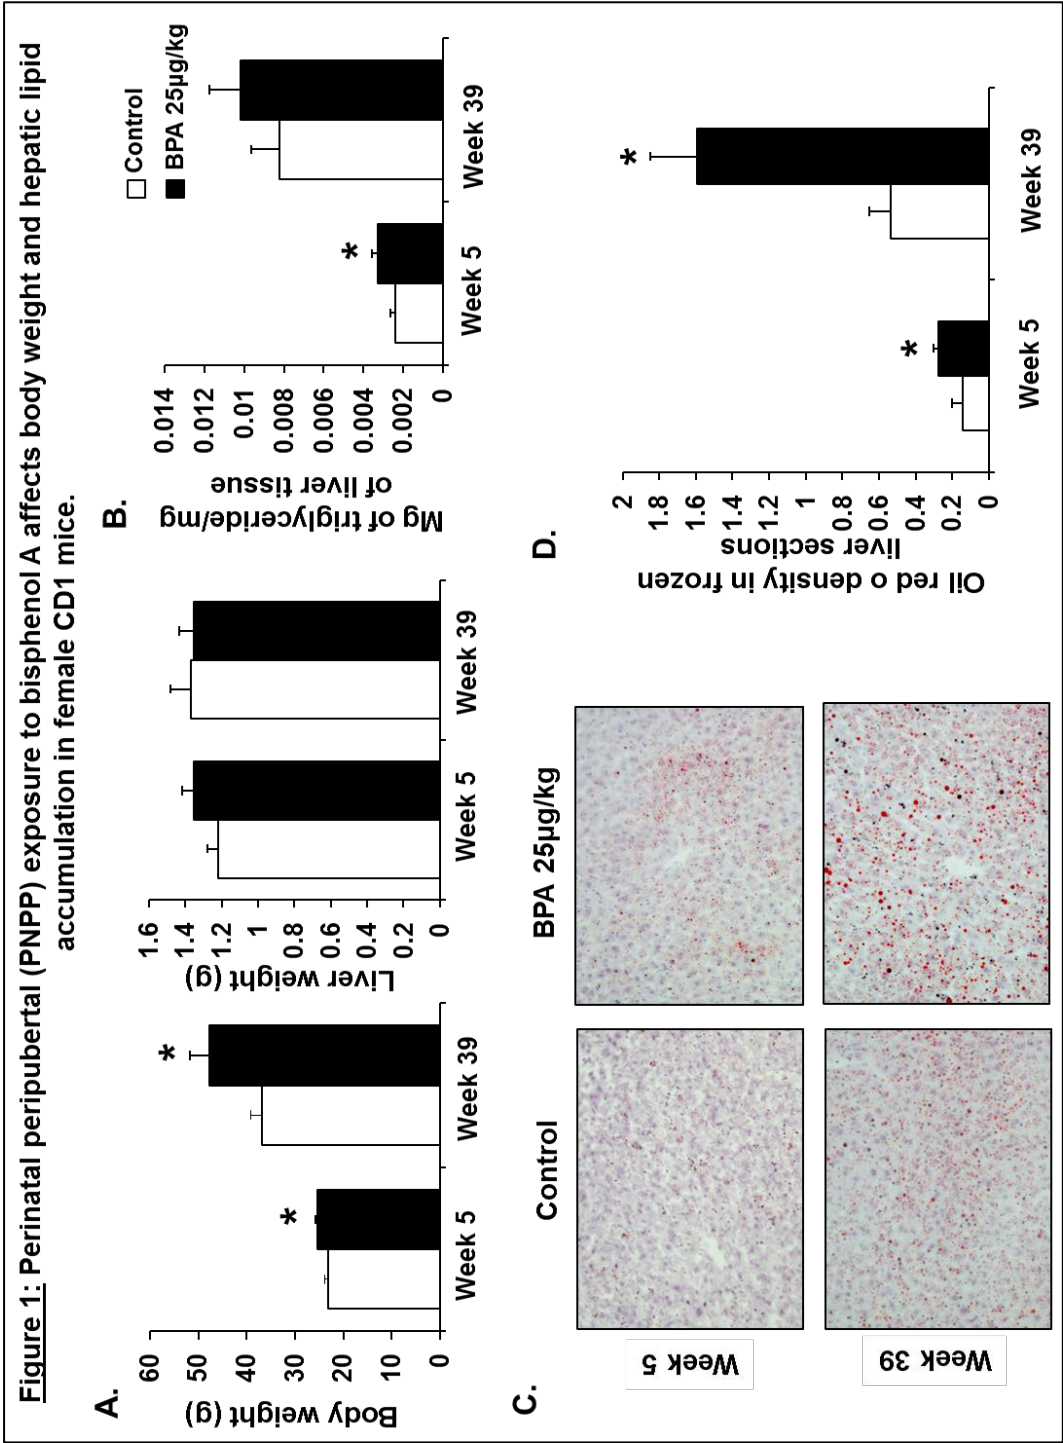 Figure 1: Perinatal peripubertal (PNPP) exposure to bisphenol A affects body weight and hepatic lipid
accumulation in female CD1 mice.
A.
Body weight (g)
60
50
40
30
20
10
0
Week 5
Week 39
*
*
Liver weight (g)
1.6
1.4
1.2
1
0.8
0.6
0.4
0.2
0
Week 5
Week 39
B.
Mg of triglyceride/mg
of liver tissue
0.014
0.012
0.01
0.008
0.006
0.004
0.002
0
Week 5
Week 39
*
Control
BPA 25µg/kg
C.
Control
BPA 25µg/kg
Week 5
Week 39
D.
Oil red o density in frozen
liver sections
2
1.8
1.6
1.4
1.2
1
0.8
0.6
0.4
0.2
0
Week 5
Week 39
*
*